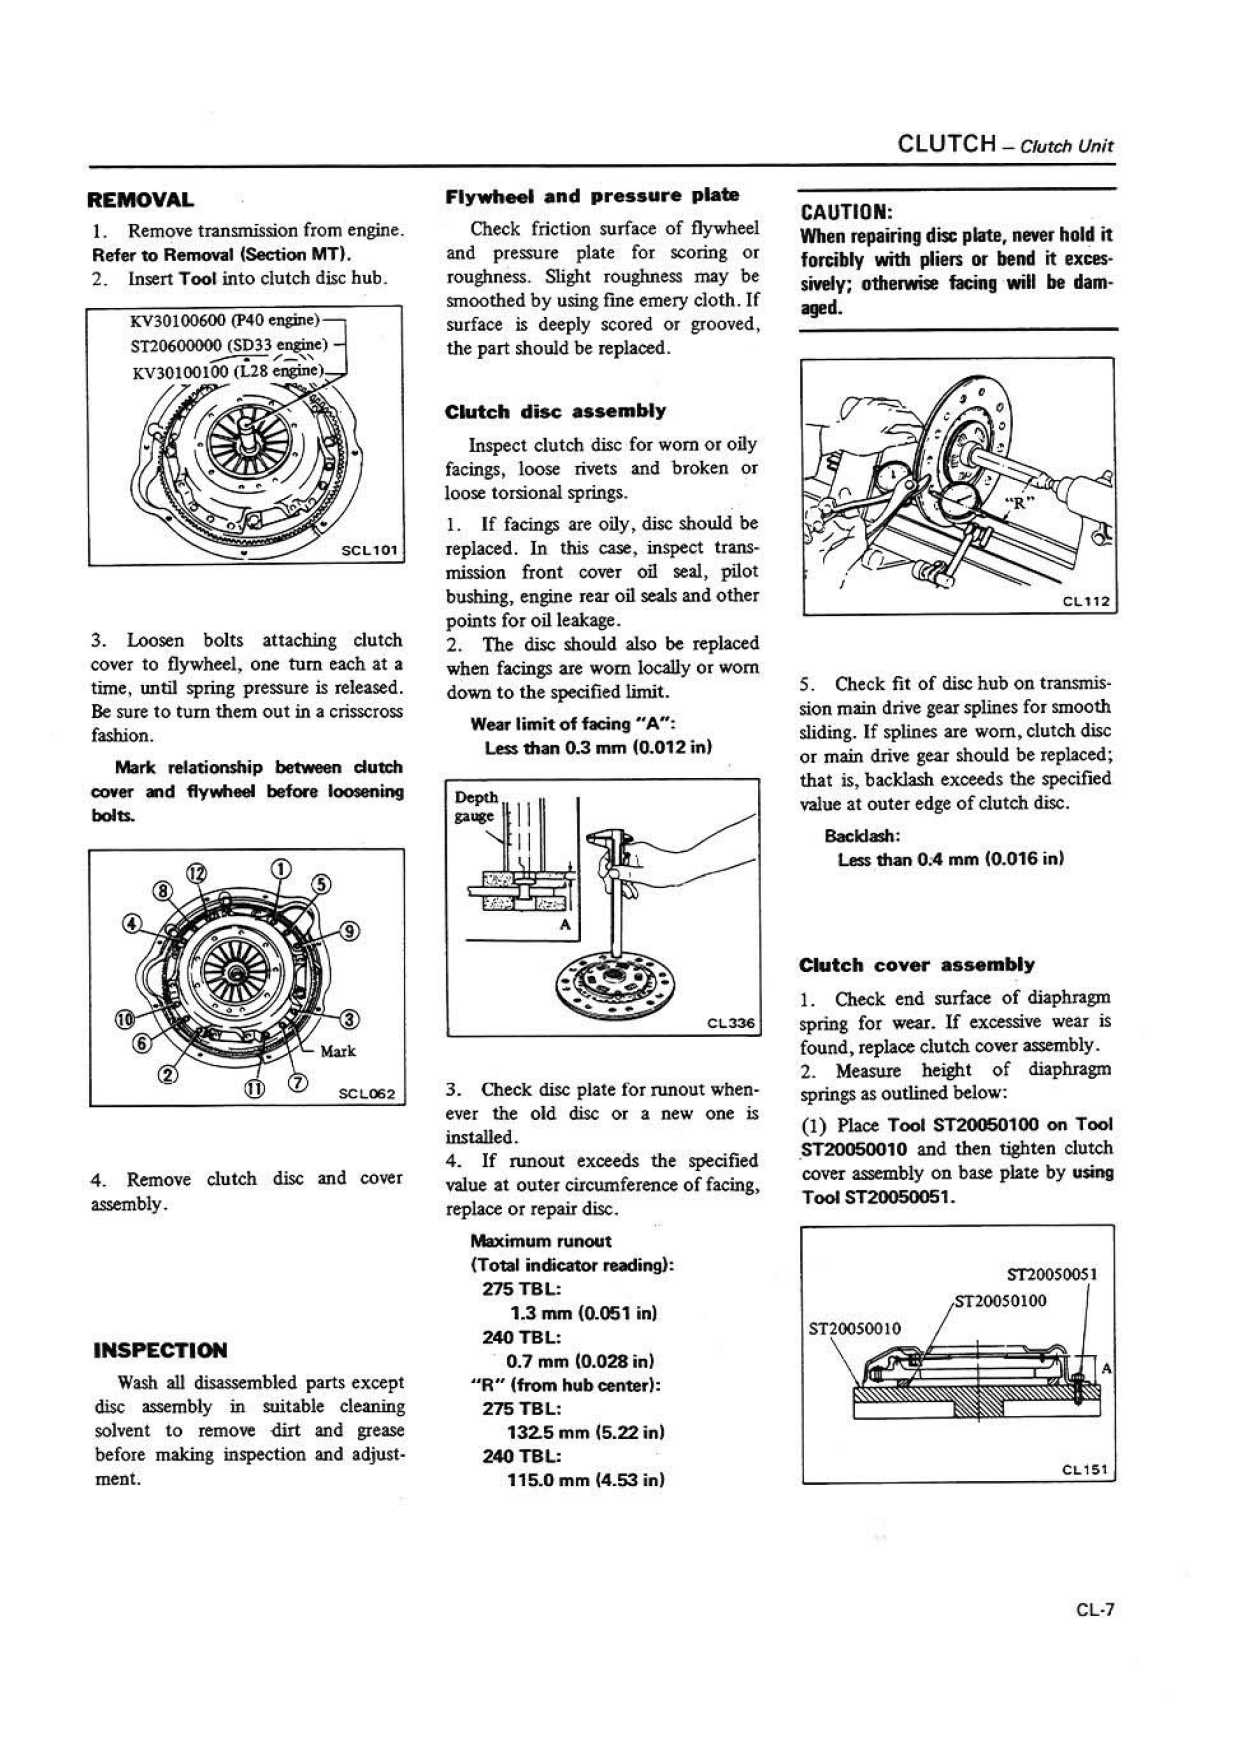 CLUTCH – Clutch Unit
REMOVAL
1. Remove transmission from engine.
Refer to Removal (Section MT).
2. Insert Tool into clutch disc hub.
KV30100600 (P40 engine)
ST20600000 (SD33 engine)
KV30100100 (L28 engine)
SCL101
3. Loosen bolts attaching clutch
cover to flywheel, one turn each at a
time, until spring pressure is released.
Be sure to turn them out in a crisscross
fashion.
Mark relationship between clutch
cover and flywheel before loosening
bolts.
⑫
①
⑧
⑤
④
⑨
⑩
③
⑥
Mark
②
⑪
⑦
SCL062
4. Remove clutch disc and cover
assembly.
INSPECTION
Wash all disassembled parts except
disc assembly in suitable cleaning
solvent to remove dirt and grease
before making inspection and adjust-
ment.
Flywheel and pressure plate
Check friction surface of flywheel
and pressure plate for scoring or
roughness. Slight roughness may be
smoothed by using fine emery cloth. If
surface is deeply scored or grooved,
the part should be replaced.
Clutch disc assembly
Inspect clutch disc for worn or oily
facings, loose rivets and broken or
loose torsional springs.
1. If facings are oily, disc should be
replaced. In this case, inspect trans-
mission front cover oil seal, pilot
bushing, engine rear oil seals and other
points for oil leakage.
2. The disc should also be replaced
when facings are worn locally or worn
down to the specified limit.
Wear limit of facing "A":
Less than 0.3 mm (0.012 in)
Depth
gauge
A
CL336
3. Check disc plate for runout when-
ever the old disc or a new one is
installed.
4. If runout exceeds the specified
value at outer circumference of facing,
replace or repair disc.
Maximum runout
(Total indicator reading):
275 TBL:
1.3 mm (0.051 in)
240 TBL:
0.7 mm (0.028 in)
"R" (from hub center):
275 TBL:
132.5 mm (5.22 in)
240 TBL:
115.0 mm (4.53 in)
CAUTION:
When repairing disc plate, never hold it
forcibly with pliers or bend it exces-
sively; otherwise facing will be dam-
aged.
"R"
CL112
5. Check fit of disc hub on transmis-
sion main drive gear splines for smooth
sliding. If splines are worn, clutch disc
or main drive gear should be replaced;
that is, backlash exceeds the specified
value at outer edge of clutch disc.
Backlash:
Less than 0.4 mm (0.016 in)
Clutch cover assembly
1. Check end surface of diaphragm
spring for wear. If excessive wear is
found, replace clutch cover assembly.
2. Measure height of diaphragm
springs as outlined below:
(1) Place Tool ST20050100 on Tool
ST20050010 and then tighten clutch
cover assembly on base plate by using
Tool ST20050051.
ST20050051
ST20050100
ST20050010
A
CL151
CL-7